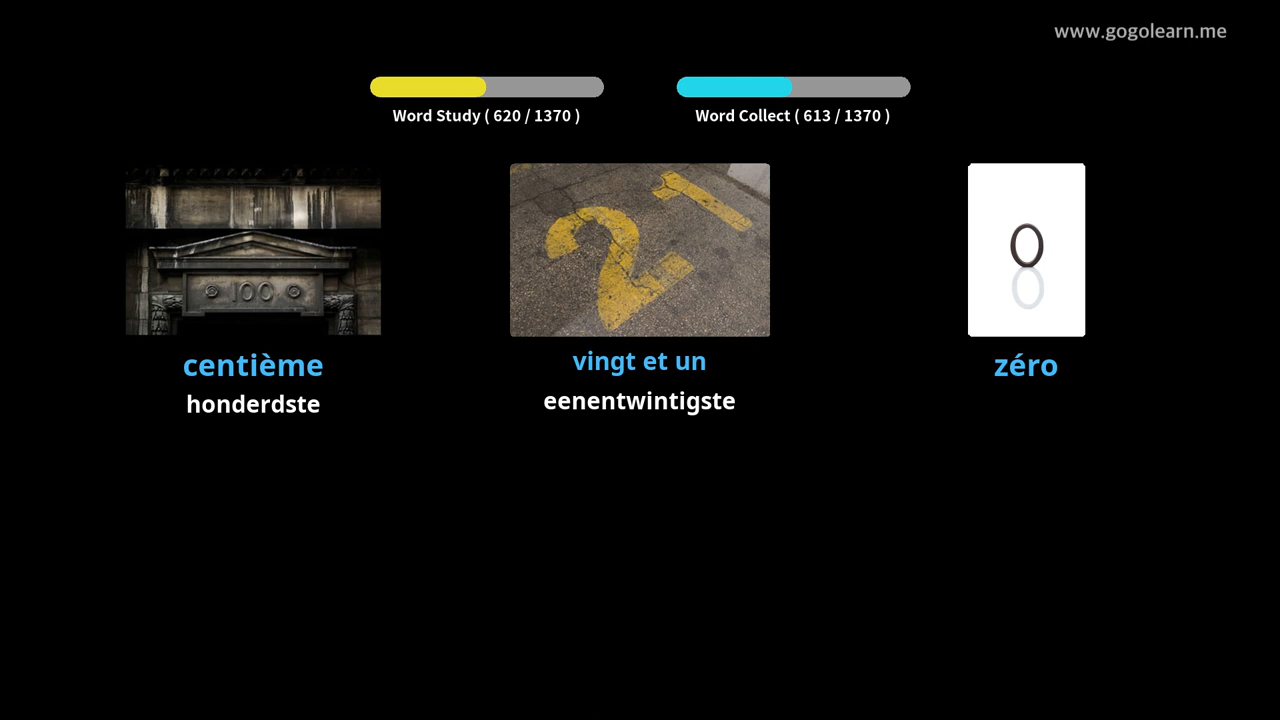 www.gogolearn.me
Word Study ( 620 / 1370 )
Word Collect ( 613 / 1370 )
100
21
0
centième
vingt et un
zéro
honderdste
eenentwintigste